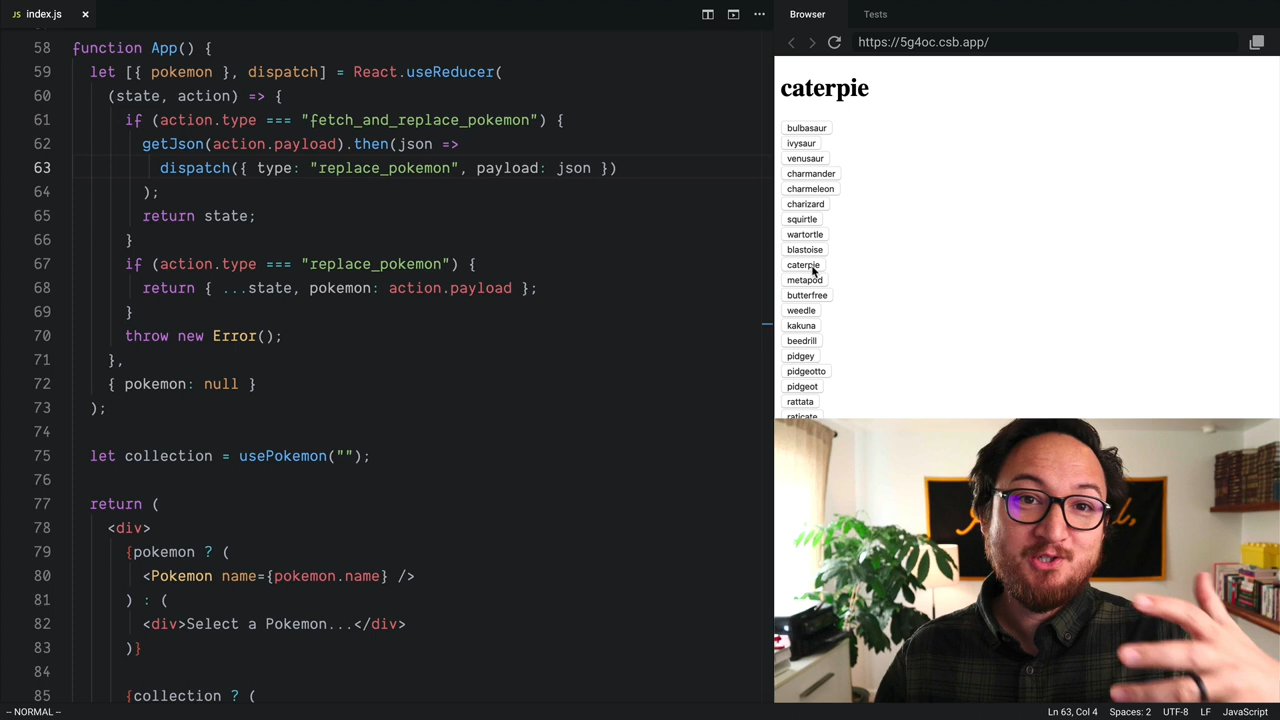 JS index.js ×
58 function App() {
59 let [{ pokemon }, dispatch] = React.useReducer(
60 (state, action) => {
61 if (action.type === "fetch_and_replace_pokemon") {
62 getJson(action.payload).then(json =>
63 dispatch({ type: "replace_pokemon", payload: json })
64 );
65 return state;
66 }
67 if (action.type === "replace_pokemon") {
68 return { ...state, pokemon: action.payload };
69 }
70 throw new Error();
71 },
72 { pokemon: null }
73 );
74
75 let collection = usePokemon("");
76
77 return (
78 <div>
79 {pokemon ? (
80 <Pokemon name={pokemon.name} />
81 ) : (
82 <div>Select a Pokemon...</div>
83 )}
84
85 {collection ? (
-- NORMAL --
Browser Tests
https://5g4oc.csb.app/
caterpie
bulbasaur
ivysaur
venusaur
charmander
charmeleon
charizard
squirtle
wartortle
blastoise
caterpie
metapod
butterfree
weedle
kakuna
beedrill
pidgey
pidgeotto
pidgeot
rattata
raticate
Ln 63, Col 4 Spaces: 2 UTF-8 LF JavaScript